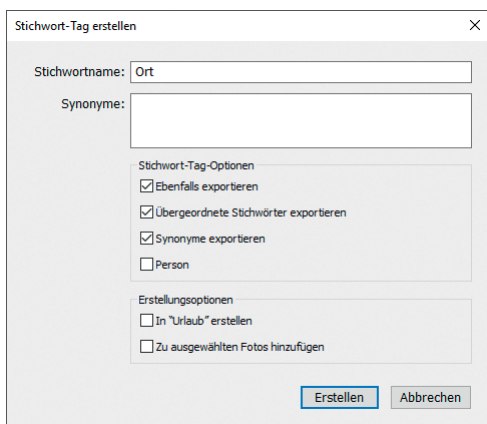 Stichwort-Tag erstellen
Stichwortname: Ort
Synonyme:
Stichwort-Tag-Optionen
Ebenfalls exportieren
Übergeordnete Stichwörter exportieren
Synonyme exportieren
Person
Erstellungsoptionen
In "Urlaub" erstellen
Zu ausgewählten Fotos hinzufügen
Erstellen Abbrechen